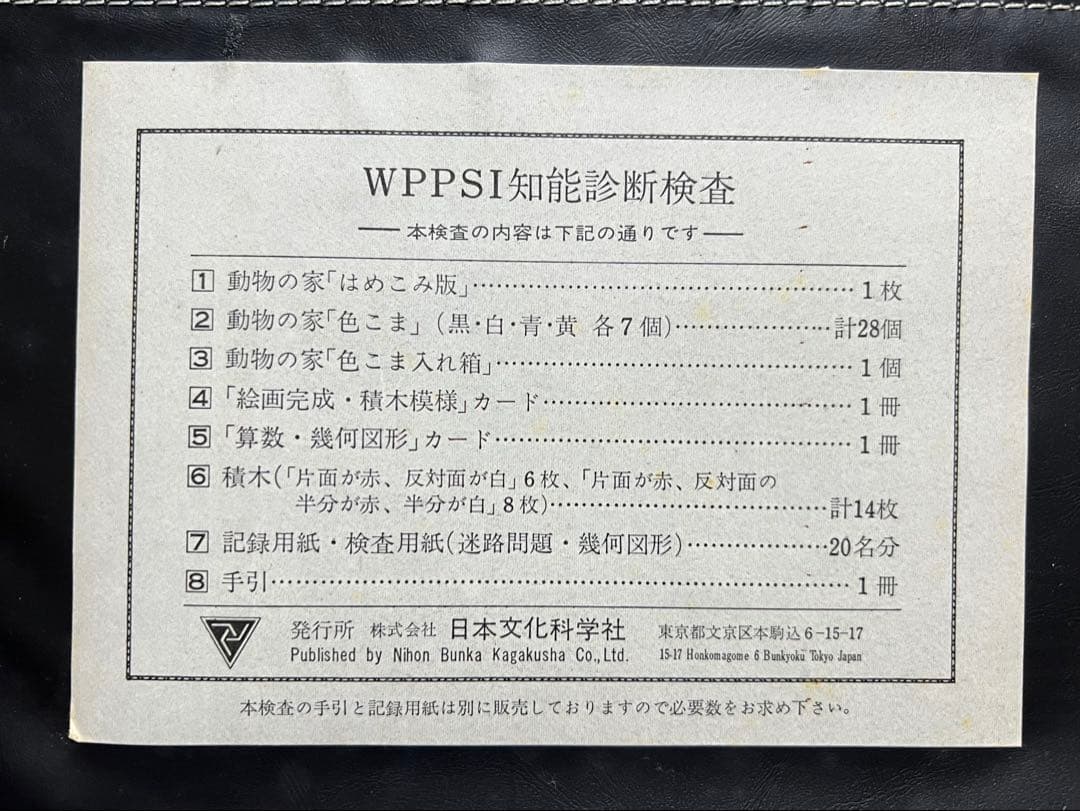 WPPSI知能診断検査
本検査の内容は下記の通りです
1 動物の家「はめこみ版」……1枚
2 動物の家「色こま」(黒・白・青・黄 各7個)……計28個
3 動物の家「色こま入れ箱」……1個
4 「絵画完成・積木模様」カード……1冊
5 「算数・幾何図形」カード……1冊
6 積木(「片面が赤、反対面が白」6枚、「片面が赤、反対面の
半分が赤、半分が白」8枚)……計14枚
7 記録用紙・検査用紙(迷路問題・幾何図形)……20名分
8 手引……1冊
発行所 株式会社 日本文化科学社 東京都文京区本駒込6-15-17
Published by Nihon Bunka Kagakusha Co., Ltd. 15-17 Honkomagome 6 Bunkyoku Tokyo Japan
本検査の手引と記録用紙は別に販売しておりますので必要数をお求め下さい。